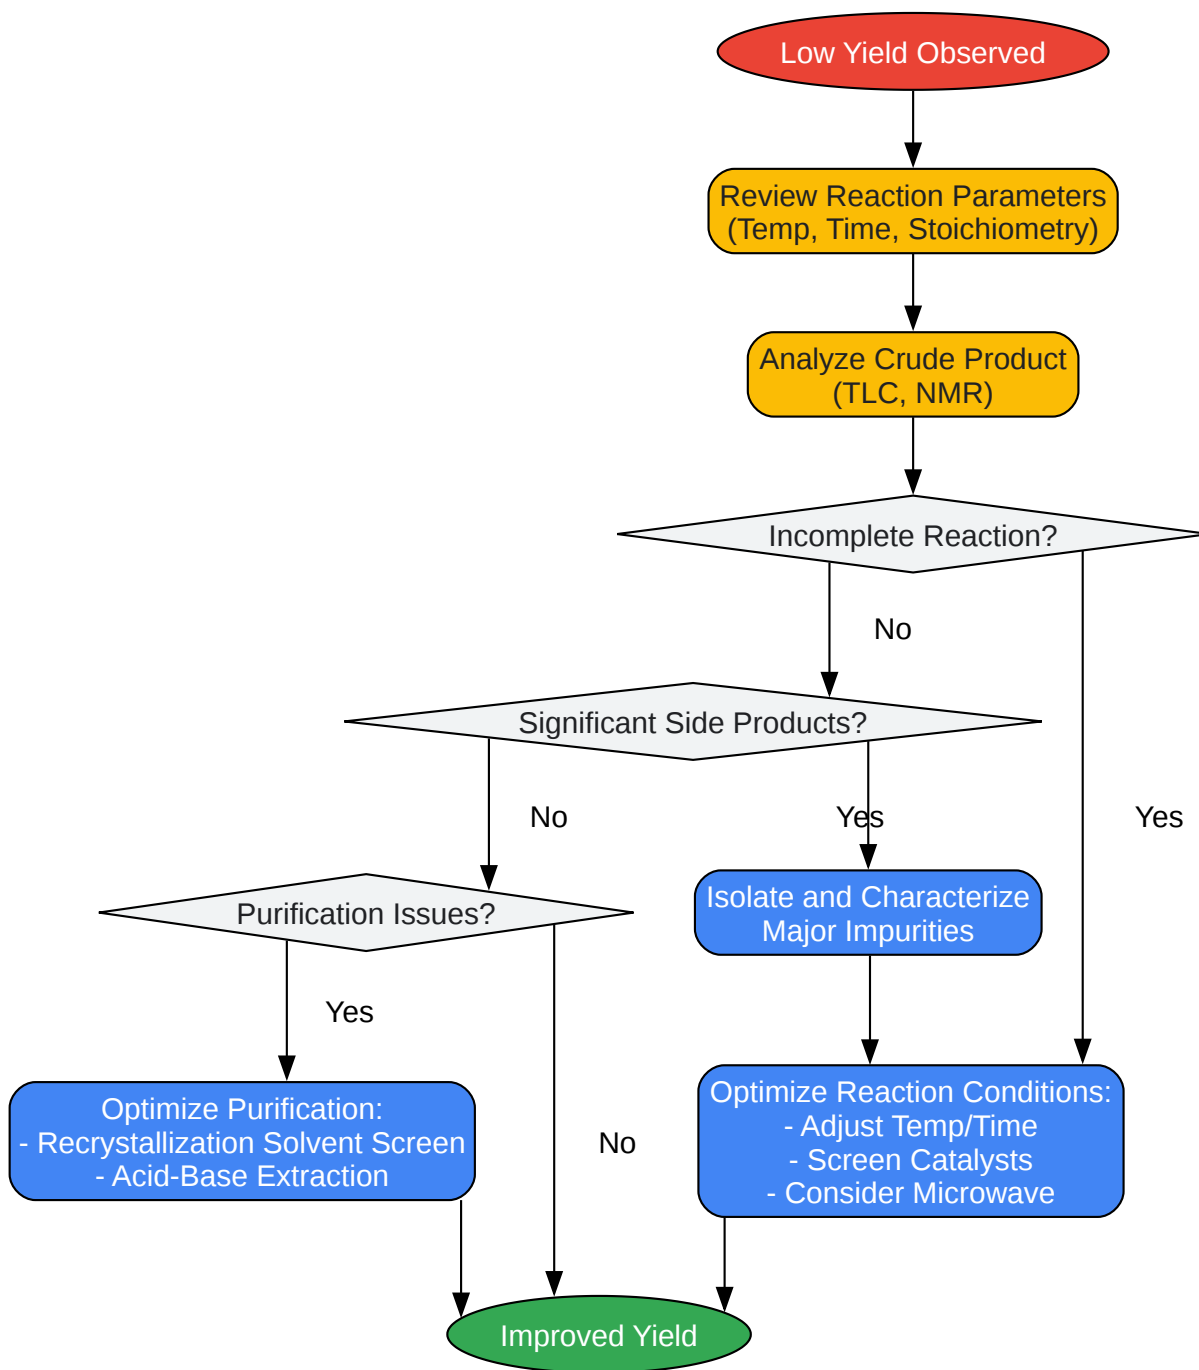 Low Yield Observed
Review Reaction Parameters
(Temp, Time, Stoichiometry)
Analyze Crude Product
(TLC, NMR)
Incomplete Reaction?
No
Significant Side Products?
No
Yes
Yes
Purification Issues?
Isolate and Characterize
Major Impurities
Yes
Optimize Purification:
- Recrystallization Solvent Screen
- Acid-Base Extraction
No
Optimize Reaction Conditions:
- Adjust Temp/Time
- Screen Catalysts
- Consider Microwave
Improved Yield